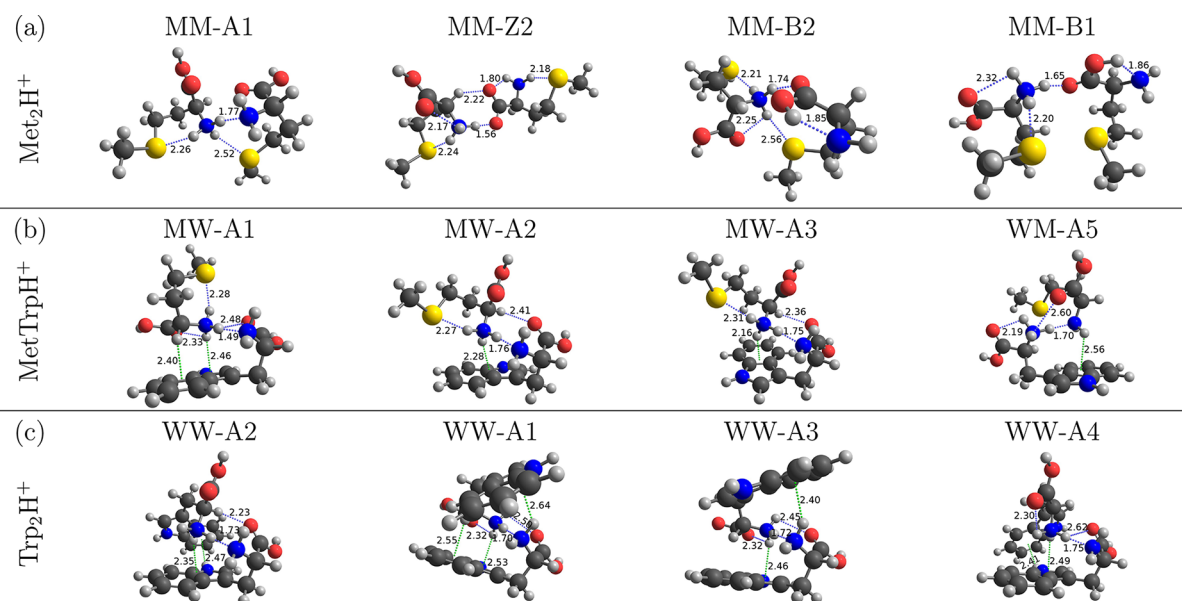 (a) MM-A1 MM-Z2 MM-B2 MM-B1
Met₂H⁺
1.77 2.26 2.52
1.80 2.18 2.22 2.17 1.56 2.24
2.21 1.74 2.25 1.85 2.56
2.32 1.65 1.86 2.20
(b) MW-A1 MW-A2 MW-A3 WM-A5
MetTrpH⁺
2.28 2.48 1.49 2.33 2.40 2.46
2.41 2.27 1.76 2.28
2.36 2.31 2.16 1.75
2.60 2.19 1.70 2.56
(c) WW-A2 WW-A1 WW-A3 WW-A4
Trp₂H⁺
2.23 1.73 2.35 2.47
2.64 2.32 1.70 2.55 2.53
2.40 2.45 1.72 2.32 2.46
2.30 2.62 1.75 2.41 2.49